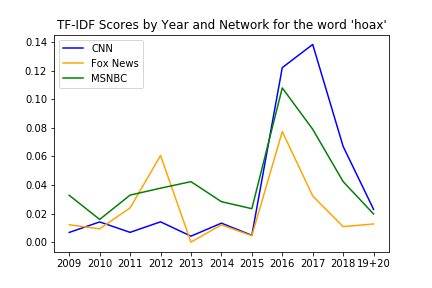 TF-IDF Scores by Year and Network for the word 'hoax'
CNN
Fox News
MSNBC
0.14
0.12
0.10
0.08
0.06
0.04
0.02
0.00
2009 2010 2011 2012 2013 2014 2015 2016 2017 2018 19+20